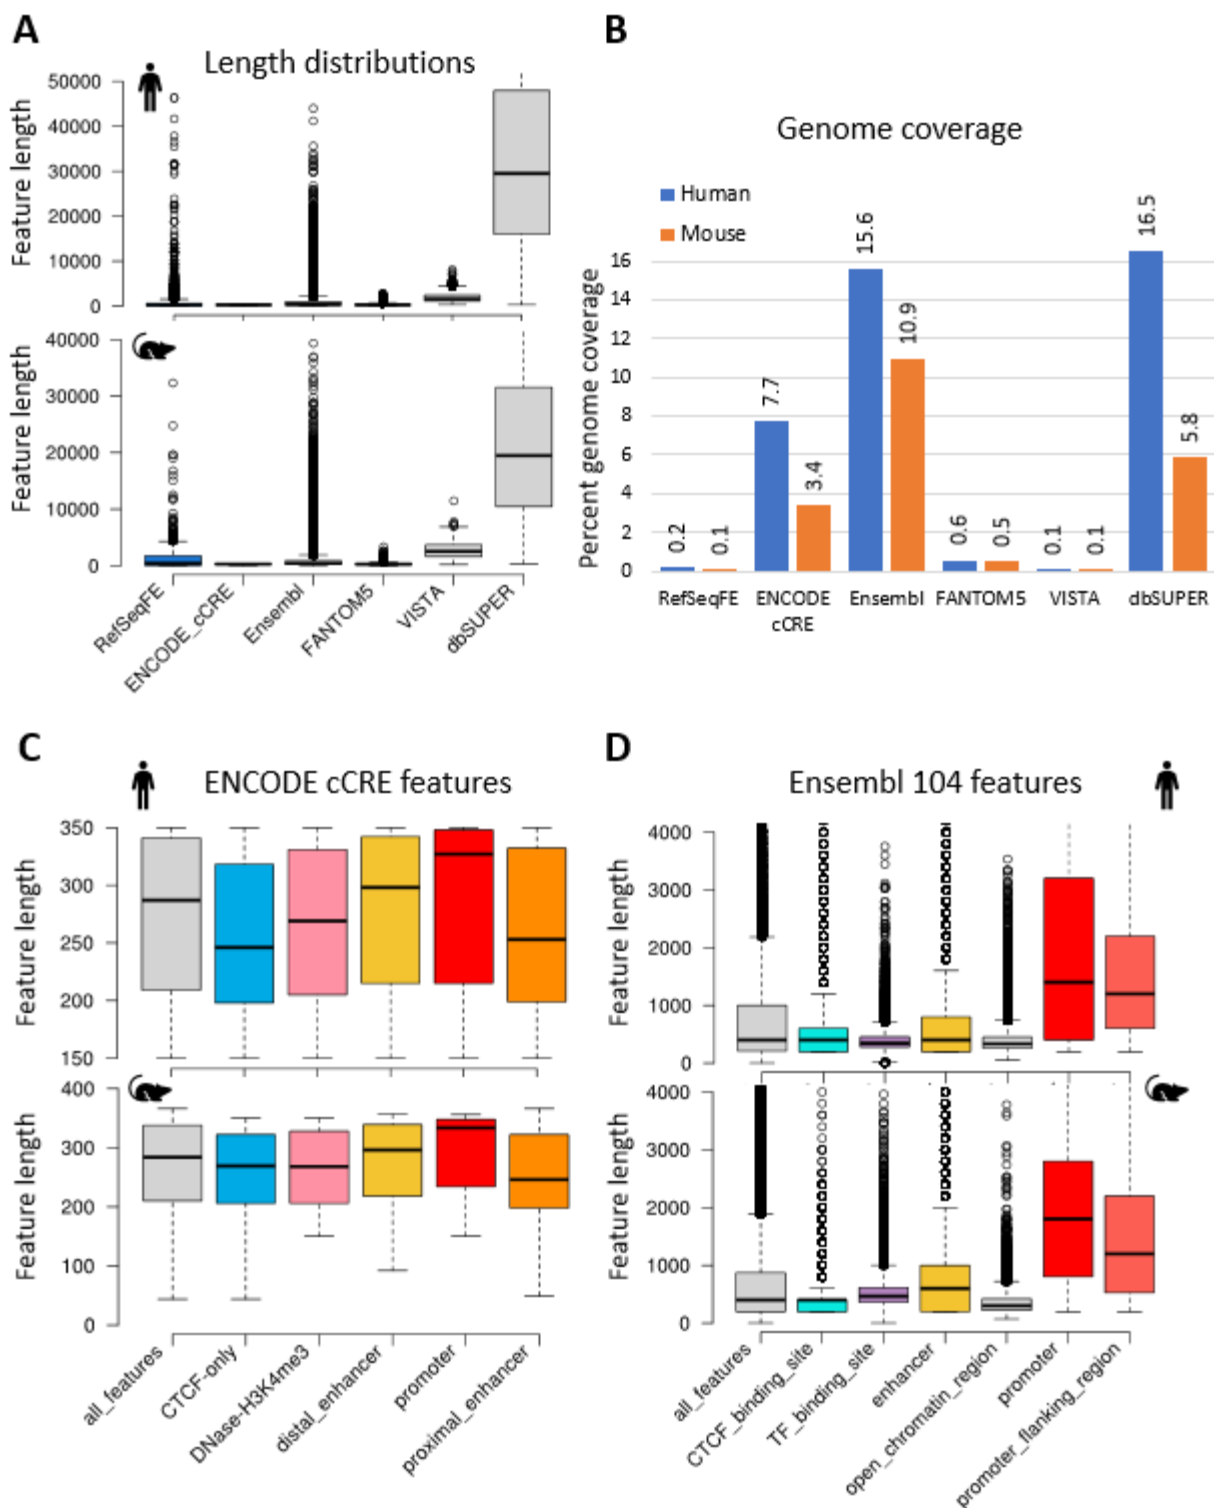 A
Length distributions
Feature length
50000
40000
30000
20000
10000
0
Feature length
40000
30000
20000
10000
0
RefSeqFE
ENCODE_cCRE
Ensembl
FANTOM5
VISTA
dbSUPER
B
Genome coverage
Human
Mouse
Percent genome coverage
16
14
12
10
8
6
4
2
0
0.2
0.1
7.7
3.4
15.6
10.9
0.6
0.5
0.1
0.1
16.5
5.8
RefSeqFE
ENCODE
cCRE
Ensembl
FANTOM5
VISTA
dbSUPER
C
ENCODE cCRE features
Feature length
350
300
250
200
150
Feature length
400
300
200
100
0
all_features
CTCF-only
DNase-H3K4me3
distal_enhancer
promoter
proximal_enhancer
D
Ensembl 104 features
Feature length
4000
3000
2000
1000
0
Feature length
4000
3000
2000
1000
0
all_features
CTCF_binding_site
TF_binding_site
enhancer
open_chromatin_region
promoter
promoter_flanking_region